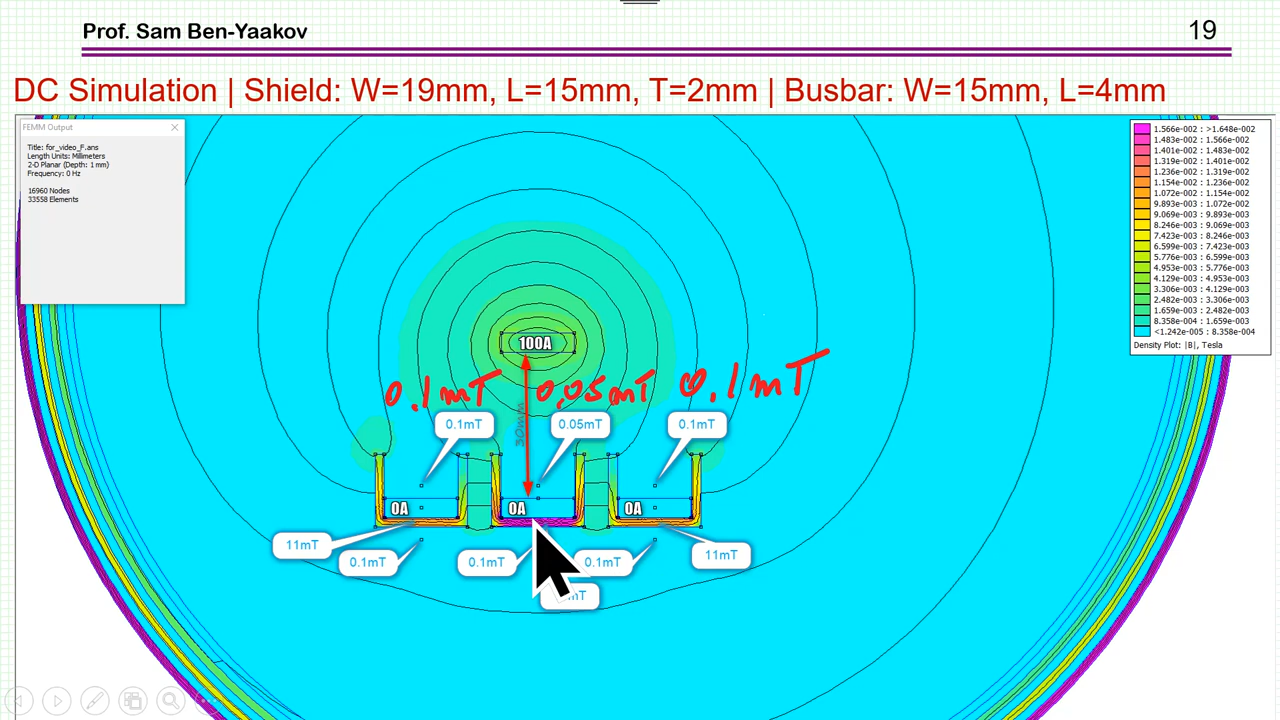 Prof. Sam Ben-Yaakov
19
DC Simulation | Shield: W=19mm, L=15mm, T=2mm | Busbar: W=15mm, L=4mm
FEMM Output
Title: for_video_F.ans
Length Units: Millimeters
2-D Planar (Depth: 1 mm)
Frequency: 0 Hz
16960 Nodes
33558 Elements
1.566e-002 : >1.648e-002
1.483e-002 : 1.566e-002
1.401e-002 : 1.483e-002
1.319e-002 : 1.401e-002
1.236e-002 : 1.319e-002
1.154e-002 : 1.236e-002
1.072e-002 : 1.154e-002
9.893e-003 : 1.072e-002
9.069e-003 : 9.893e-003
8.246e-003 : 9.069e-003
7.423e-003 : 8.246e-003
6.599e-003 : 7.423e-003
5.776e-003 : 6.599e-003
4.953e-003 : 5.776e-003
4.129e-003 : 4.953e-003
3.306e-003 : 4.129e-003
2.482e-003 : 3.306e-003
1.659e-003 : 2.482e-003
8.358e-004 : 1.659e-003
<1.242e-005 : 8.358e-004
Density Plot: |B|, Tesla
100A
0.1mT 0.05mT 0.1mT
0.1mT 0.05mT 0.1mT
30mm
0A 0A 0A
11mT 11mT
0.1mT 0.1mT 0.1mT
mT